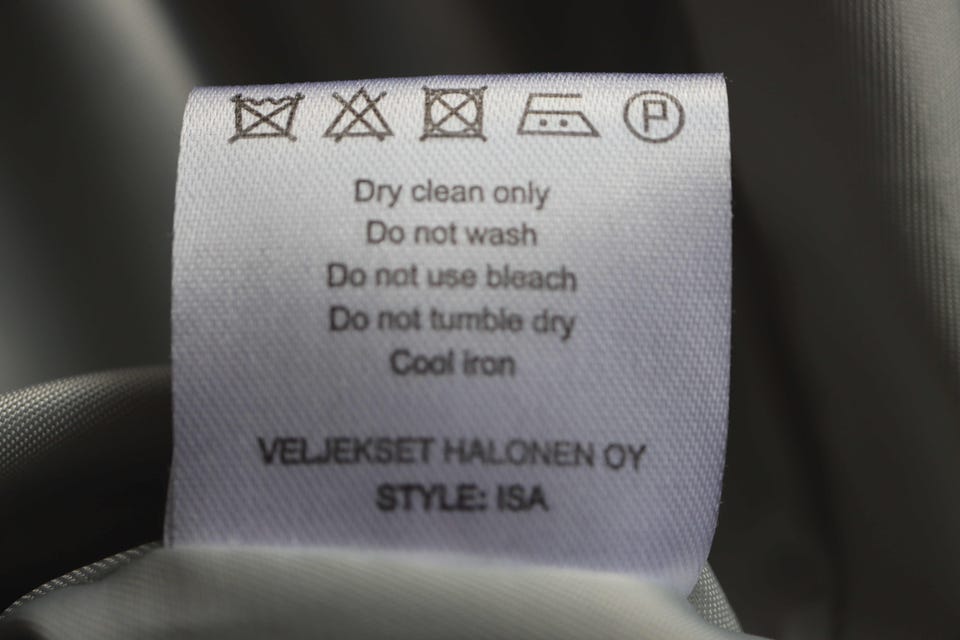 P
Dry clean only
Do not wash
Do not use bleach
Do not tumble dry
Cool iron
VELJEKSET HALONEN OY
STYLE: ISA